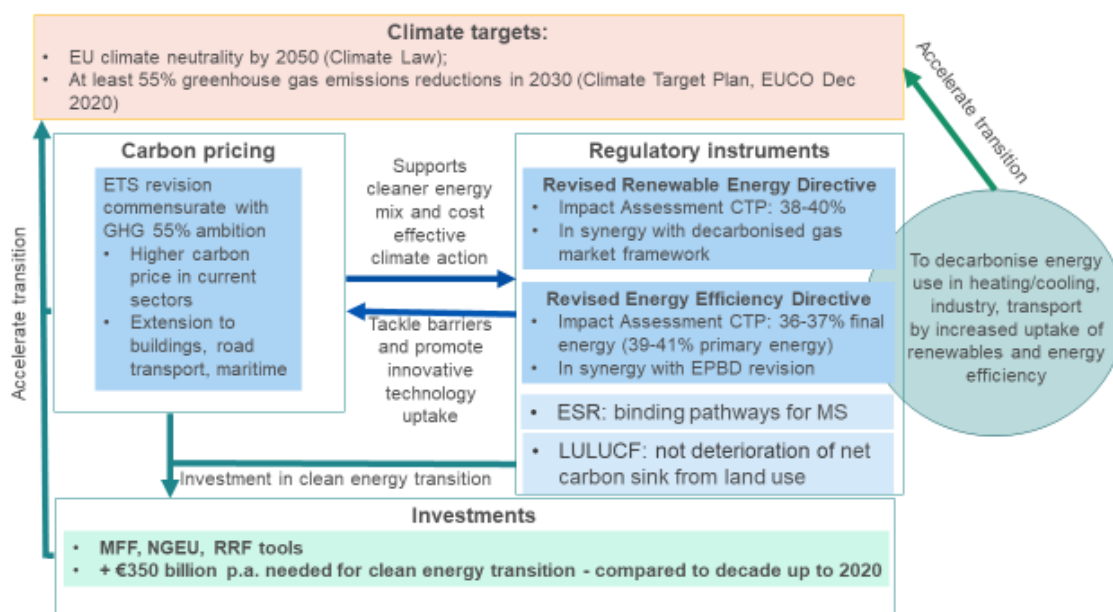 Climate targets:
• EU climate neutrality by 2050 (Climate Law);
• At least 55% greenhouse gas emissions reductions in 2030 (Climate Target Plan, EUCO Dec
2020)
Accelerate transition
Accelerate transition
Carbon pricing
ETS revision
commensurate with
GHG 55% ambition
• Higher carbon
price in current
sectors
• Extension to
buildings, road
transport, maritime
Supports
cleaner energy
mix and cost
effective
climate action
Tackle barriers
and promote
innovative
technology
uptake
Regulatory instruments
Revised Renewable Energy Directive
• Impact Assessment CTP: 38-40%
• In synergy with decarbonised gas
market framework
Revised Energy Efficiency Directive
• Impact Assessment CTP: 36-37% final
energy (39-41% primary energy)
• In synergy with EPBD revision
• ESR: binding pathways for MS
• LULUCF: not deterioration of net
carbon sink from land use
To decarbonise energy
use in heating/cooling,
industry, transport
by increased uptake of
renewables and energy
efficiency
Investment in clean energy transition
Investments
• MFF, NGEU, RRF tools
• + €350 billion p.a. needed for clean energy transition - compared to decade up to 2020